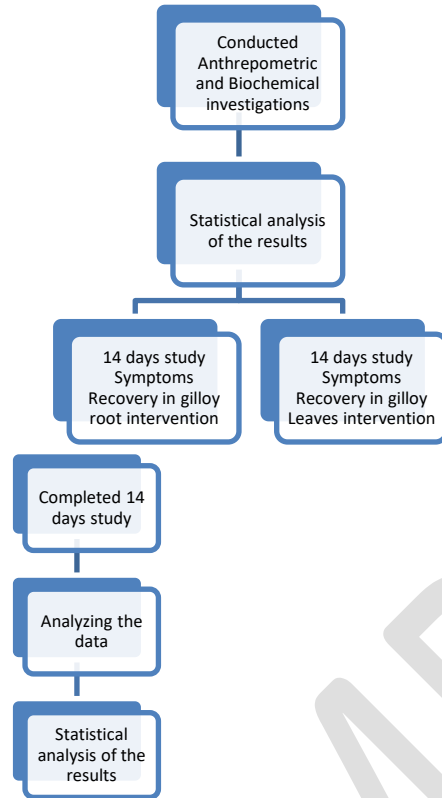 Conducted
Anthrepometric
and Biochemical
investigations
Statistical analysis
of the results
14 days study
Symptoms
Recovery in gilloy
root intervention
14 days study
Symptoms
Recovery in gilloy
Leaves intervention
Completed 14
days study
Analyzing the
data
Statistical
analysis of the
results